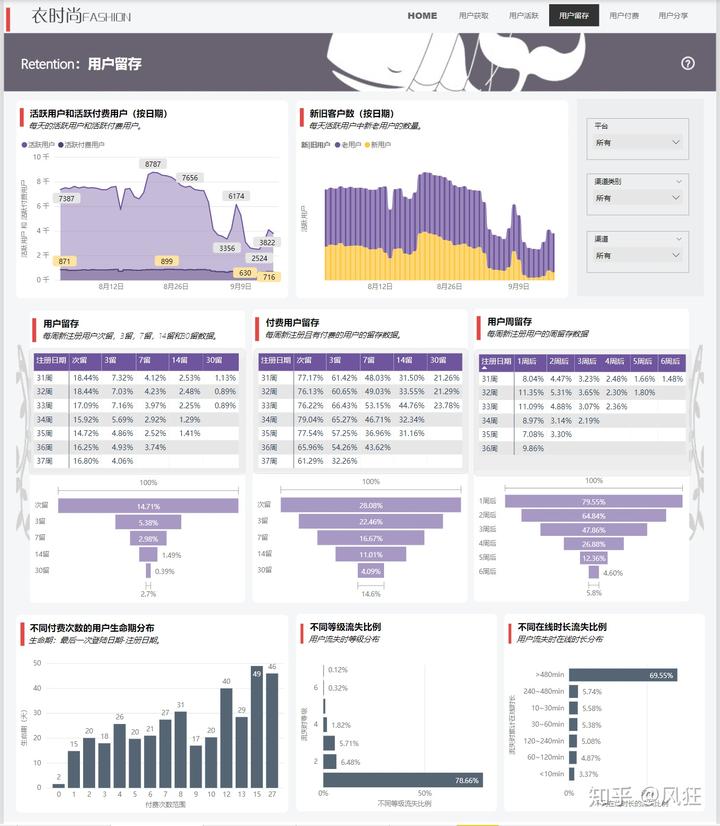 衣时尚FASHION
HOME 用户获取 用户活跃 用户留存 用户付费 用户分享
Retention：用户留存
?
活跃用户和活跃付费用户（按日期）
每天的活跃用户和活跃付费用户。
活跃用户 活跃付费用户
活跃用户 和 活跃付费用户
10 千
8 千
6 千
4 千
2 千
0 千
7387
8787
7656
3356
6174
2524
3822
871
899
630
716
8月12日 8月26日 9月9日
新旧客户数（按日期）
每天活跃用户中新老用户的数量。
新|旧用户 老用户 新用户
活跃用户
8月12日 8月26日 9月9日
平台
所有
渠道类别
所有
渠道
所有
用户留存
每周新注册用户次留，3留，7留，14留和30留数据。
注册日期 次留 3留 7留 14留 30留
31周 18.44% 7.32% 4.12% 2.53% 1.13%
32周 18.44% 7.03% 4.23% 2.48% 0.89%
33周 17.09% 7.16% 3.97% 2.25% 0.89%
34周 15.92% 5.69% 2.92% 1.29%
35周 14.72% 4.86% 2.52% 1.41%
36周 16.25% 4.93% 3.74%
37周 16.80% 4.06%
100%
次留 14.71%
3留 5.38%
7留 2.98%
14留 1.49%
30留 0.39%
2.7%
付费用户留存
每周新注册且有付费的用户的留存数据。
注册日期 次留 3留 7留 14留 30留
31周 77.17% 61.42% 48.03% 31.50% 21.26%
32周 76.13% 60.65% 49.03% 33.55% 21.29%
33周 76.22% 66.43% 53.15% 44.76% 23.78%
34周 79.04% 65.27% 46.71% 32.34%
35周 77.54% 57.25% 36.96% 31.16%
36周 65.96% 54.26% 43.62%
37周 61.29% 32.26%
100%
次留 28.08%
3留 22.46%
7留 16.67%
14留 11.01%
30留 4.09%
14.6%
用户周留存
每周新注册用户的周留存数据
注册日期 1周后 2周后 3周后 4周后 5周后 6周后
31周 8.04% 4.47% 3.23% 2.48% 1.66% 1.48%
32周 11.35% 5.31% 3.65% 2.30% 1.80%
33周 11.09% 4.88% 3.07% 2.36%
34周 8.97% 3.14% 2.19%
35周 7.08% 3.30%
36周 9.86%
100%
1周后 79.55%
2周后 64.84%
3周后 47.86%
4周后 26.88%
5周后 12.36%
6周后 4.60%
5.8%
不同付费次数的用户生命期分布
生命期：最后一次登陆日期-注册日期。
生命期（天）
50
40
30
20
10
0
2 15 20 18 26 20 21 27 31 17 20 40 29 49 46
0 1 2 3 4 5 6 7 8 9 10 12 13 15 27
付费次数范围
不同等级流失比例
用户流失时的等级分布
流失时等级
0.12%
6 0.32%
4 1.82%
5.71%
2 6.48%
78.66%
0% 50%
不同等级流失比例
不同在线时长流失比例
用户流失时在线时长分布
流失时累计在线时长
>480min 69.55%
240~480min 5.74%
10~30min 5.58%
30~60min 5.38%
120~240min 5.08%
60~120min 4.87%
<10min 3.37%
0%
知乎 @风狂